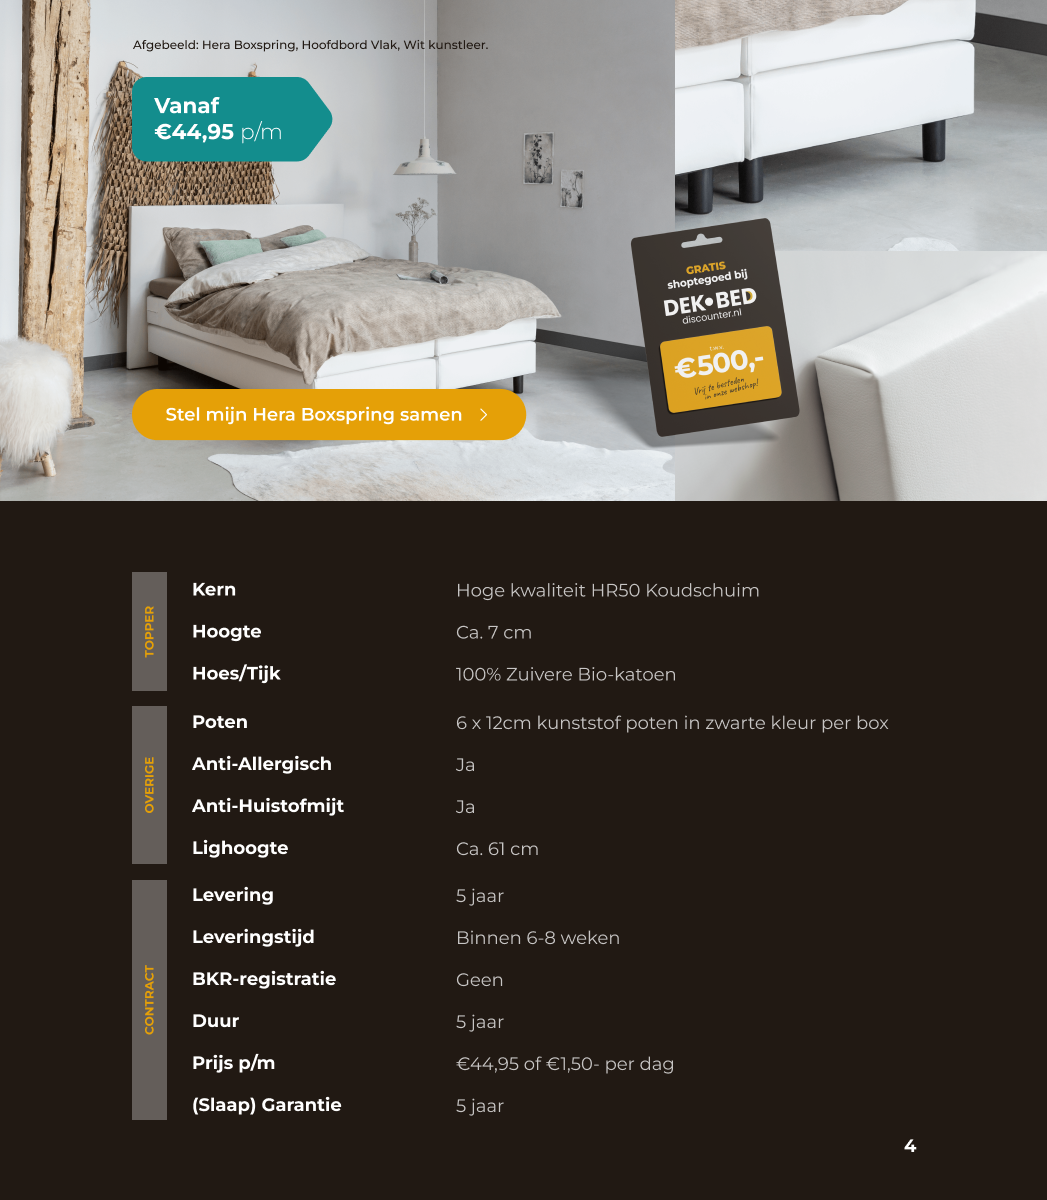 Afgebeeld: Hera Boxspring, Hoofdbord Vlak, Wit kunstleer.
Vanaf
€44,95 p/m
GRATIS
shoptegoed bij
DEK•BED
discounter.nl
€500,-
Vrij te besteden
in onze webshop!
Stel mijn Hera Boxspring samen
TOPPER
Kern Hoge kwaliteit HR50 Koudschuim
Hoogte Ca. 7 cm
Hoes/Tijk 100% Zuivere Bio-katoen
OVERIGE
Poten 6 x 12cm kunststof poten in zwarte kleur per box
Anti-Allergisch Ja
Anti-Huistofmijt Ja
Lighoogte Ca. 61 cm
CONTRACT
Levering 5 jaar
Leveringstijd Binnen 6-8 weken
BKR-registratie Geen
Duur 5 jaar
Prijs p/m €44,95 of €1,50- per dag
(Slaap) Garantie 5 jaar
4